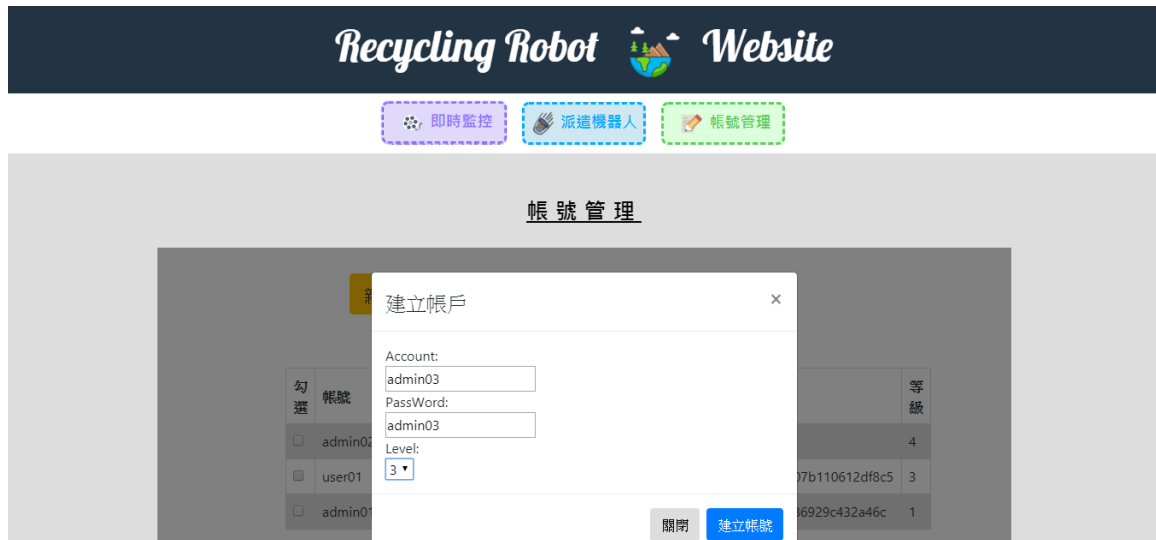 Recycling Robot Website
即時監控 派遣機器人 帳號管理
帳號管理
建立帳戶 ×
Account:
admin03
PassWord:
admin03
Level:
3
勾選 帳號 等級
admin02 4
user01 07b110612df8c5 3
admin01 36929c432a46c 1
關閉 建立帳號